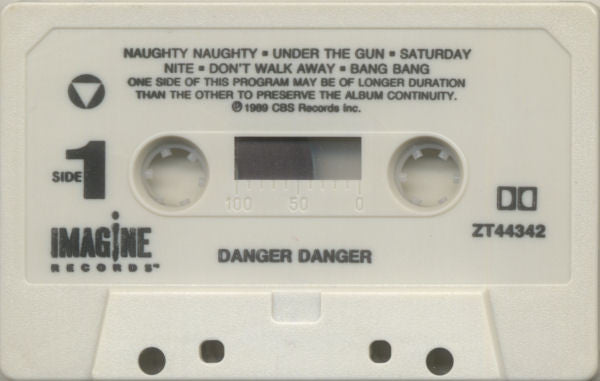 NAUGHTY NAUGHTY ▪ UNDER THE GUN ▪ SATURDAY
NITE ▪ DON'T WALK AWAY ▪ BANG BANG
ONE SIDE OF THIS PROGRAM MAY BE OF LONGER DURATION
THAN THE OTHER TO PRESERVE THE ALBUM CONTINUITY.
℗ 1989 CBS Records Inc.
SIDE 1
100 50 0
ZT44342
IMAGINE
RECORDS™
DANGER DANGER